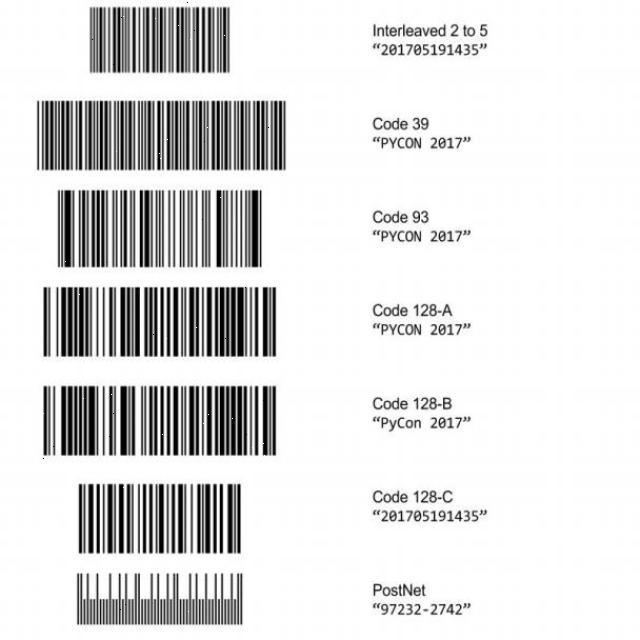 Interleaved 2 to 5
“201705191435”
Code 39
“PYCON 2017”
Code 93
“PYCON 2017”
Code 128-A
“PYCON 2017”
Code 128-B
“PyCon 2017”
Code 128-C
“201705191435”
PostNet
“97232-2742”